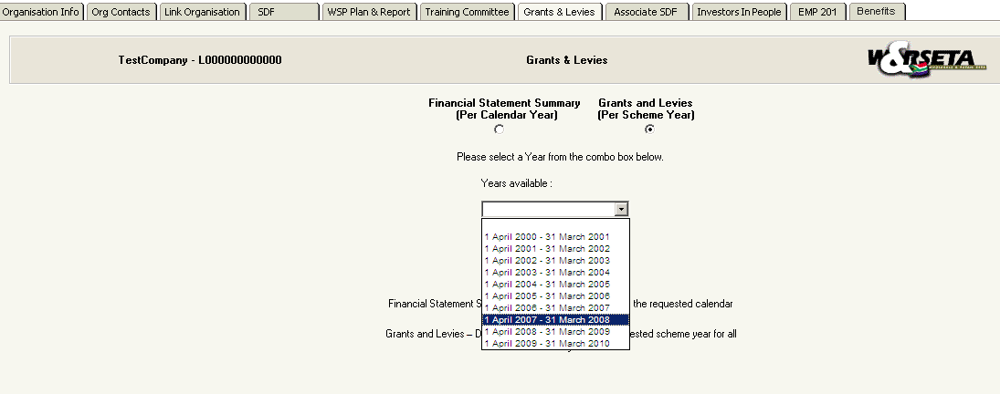 Organisation Info Org Contacts Link Organisation SDF WSP Plan & Report Training Committee Grants & Levies Associate SDF Investors In People EMP 201 Benefits
TestCompany - L000000000000 Grants & Levies W&RSETA
WHOLESALE & RETAIL SETA
Financial Statement Summary Grants and Levies
(Per Calendar Year) (Per Scheme Year)
Please select a Year from the combo box below.
Years available :
1 April 2000 - 31 March 2001
1 April 2001 - 31 March 2002
1 April 2002 - 31 March 2003
1 April 2003 - 31 March 2004
1 April 2004 - 31 March 2005
1 April 2005 - 31 March 2006
1 April 2006 - 31 March 2007
Financial Statement S the requested calendar
1 April 2007 - 31 March 2008
1 April 2008 - 31 March 2009
Grants and Levies – D ested scheme year for all
1 April 2009 - 31 March 2010